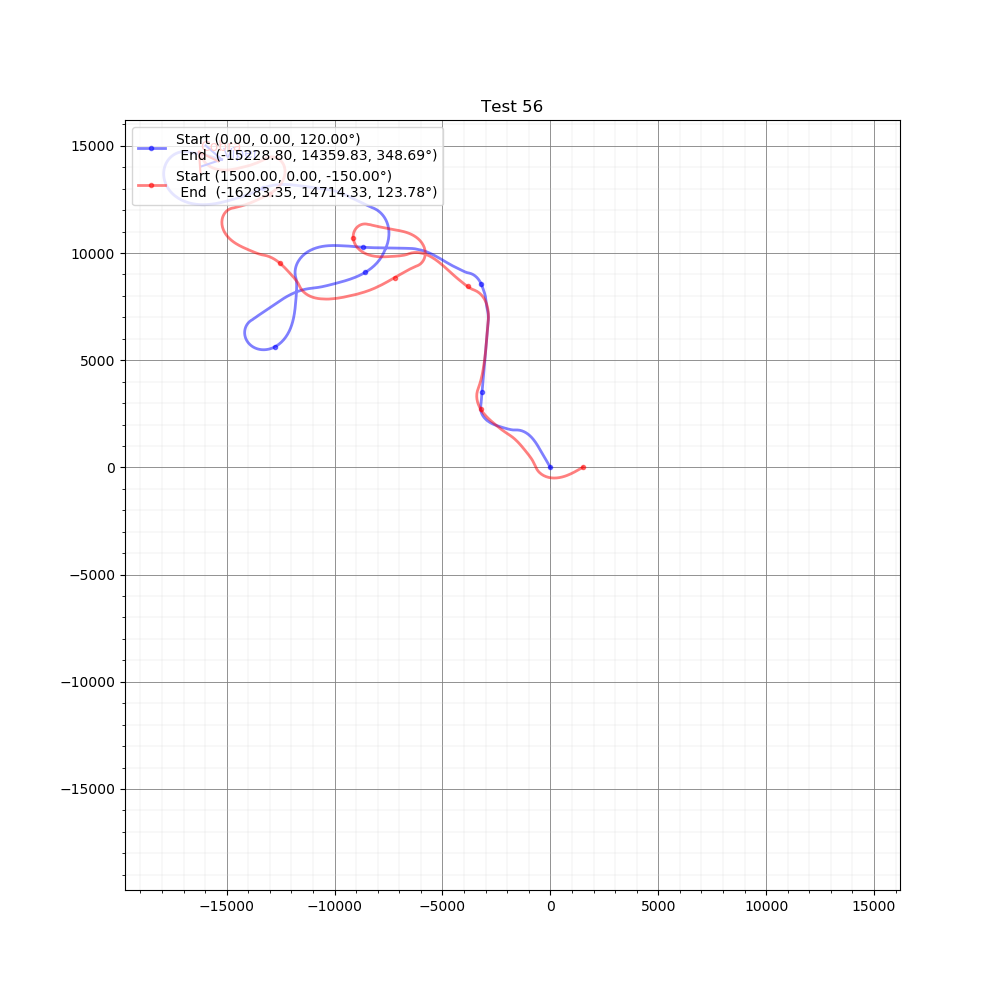 Test 56
Start (0.00, 0.00, 120.00°)
End (-15228.80, 14359.83, 348.69°)
Start (1500.00, 0.00, -150.00°)
End (-16283.35, 14714.33, 123.78°)
15000
10000
5000
0
−5000
−10000
−15000
−15000 −10000 −5000 0 5000 10000 15000